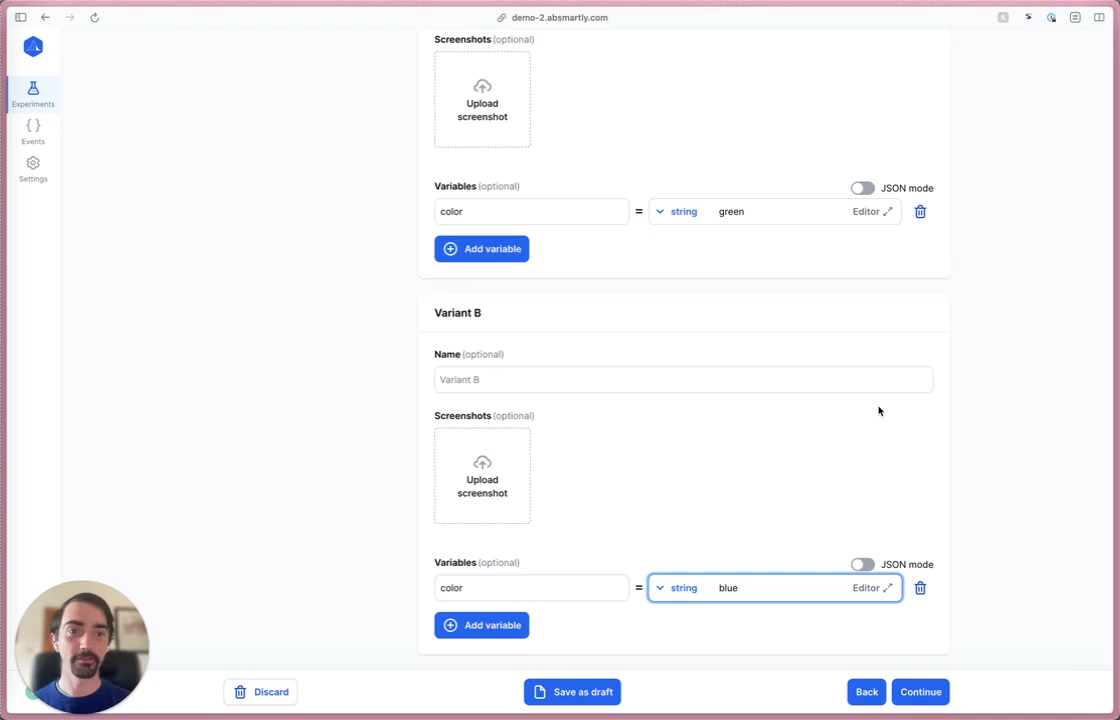 demo-2.absmartly.com
Experiments
Events
Settings
Screenshots (optional)
Upload
screenshot
Variables (optional)
JSON mode
color = string green Editor
Add variable
Variant B
Name (optional)
Variant B
Screenshots (optional)
Upload
screenshot
Variables (optional)
JSON mode
color = string blue Editor
Add variable
Discard
Save as draft
Back
Continue